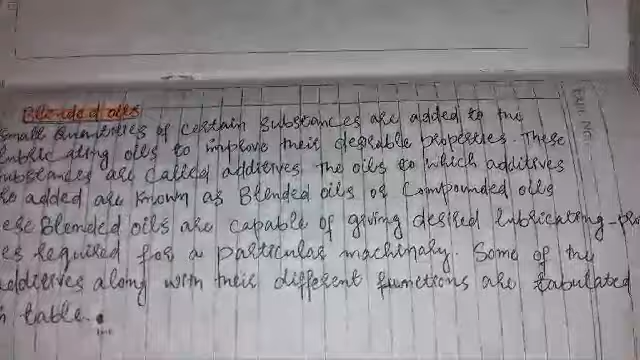 Blended oils
Small Quantities of certain substances are added to the
lubricating oils to improve their desirable properties. These
substances are called additives the oils to which additives
to added are known as Blended oils or Compounded oils
ese Blended oils are capable of giving desired lubricating-pro
es required for a particular machinary. Some of the
additives along with their different functions are tabulated
n table.